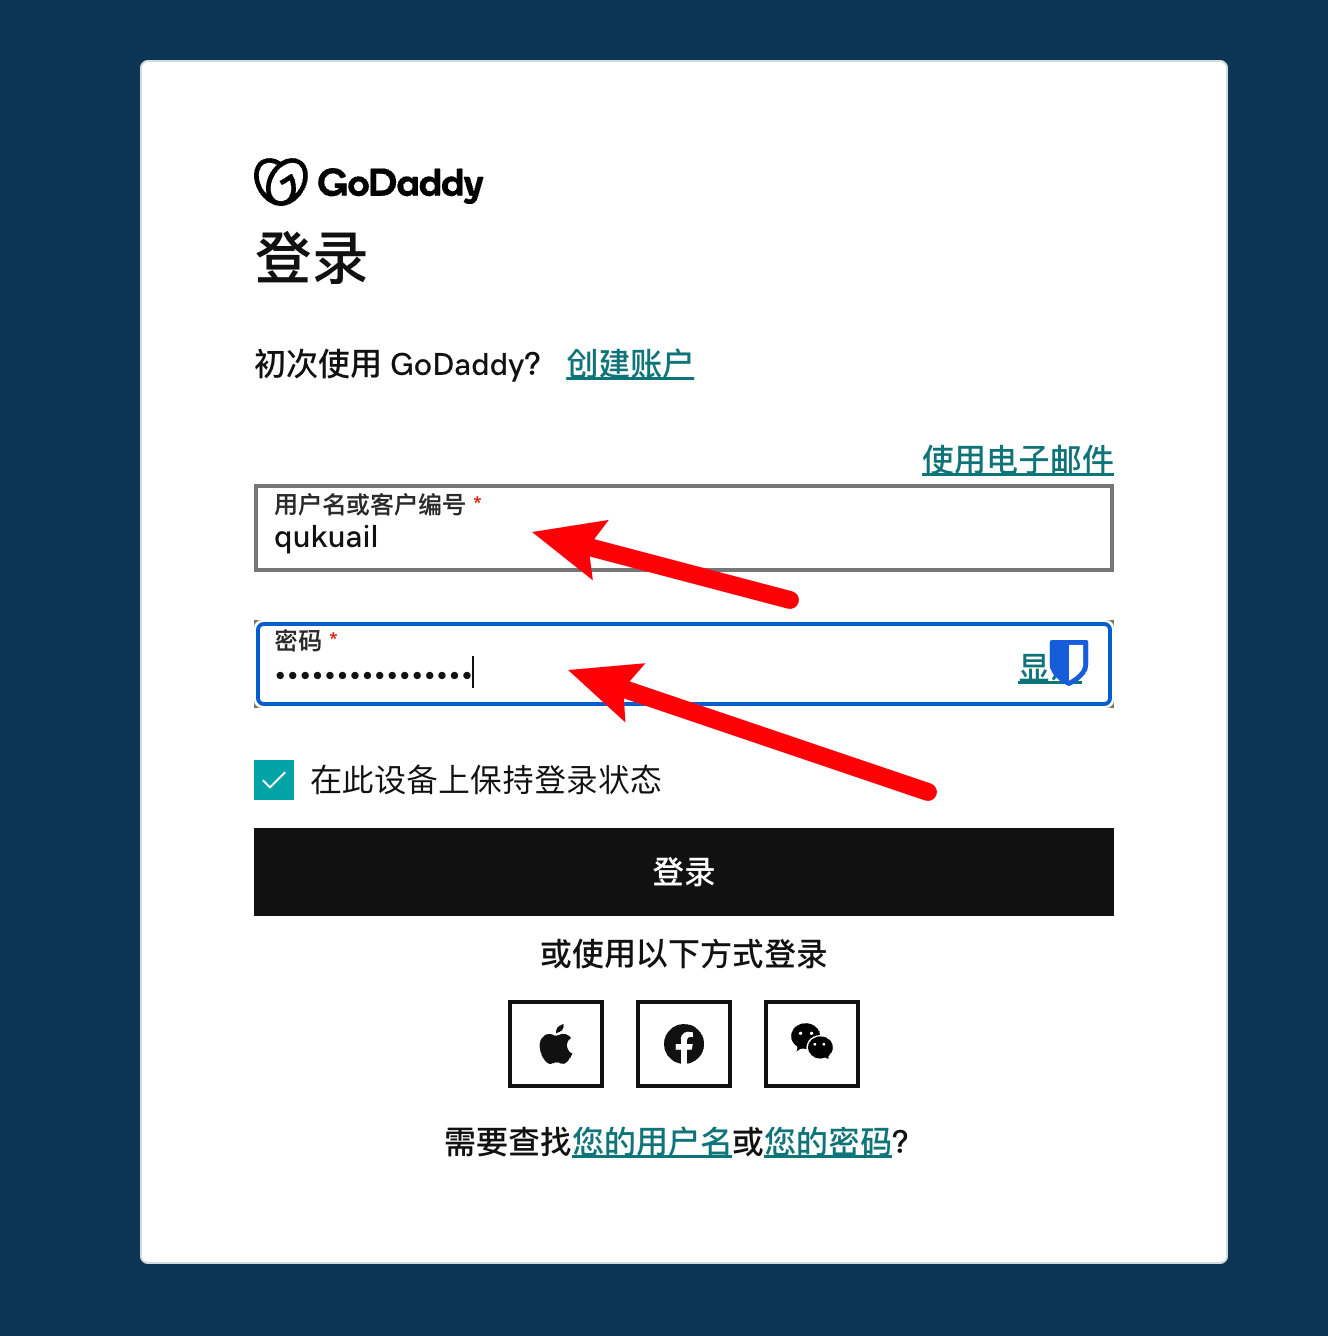 GoDaddy
登录
初次使用 GoDaddy? 创建账户
使用电子邮件
用户名或客户编号 *
qukuail
密码 *
••••••••••••••••
显
在此设备上保持登录状态
登录
或使用以下方式登录
需要查找您的用户名或您的密码?